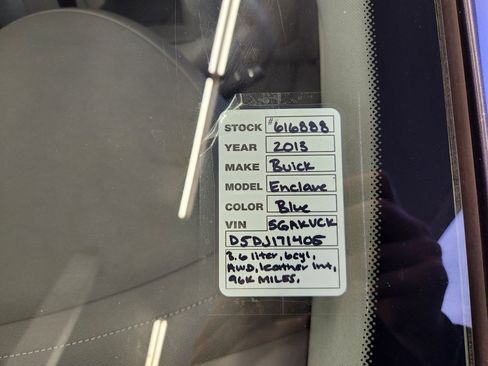 STOCK #616888
YEAR 2013
MAKE Buick
MODEL Enclave
COLOR Blue
VIN 5GAKVCK
D5DJ171405
3.6 liter, 6cyl,
AWD, leather int,
96K MILES,